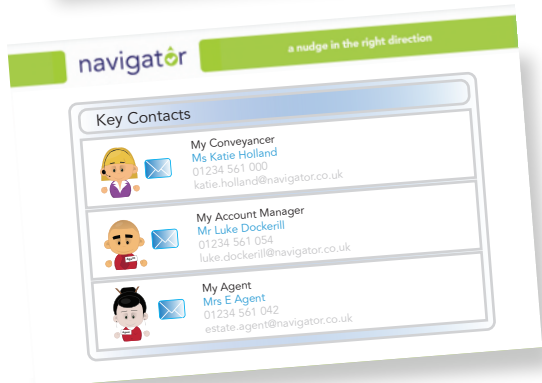 navigator
a nudge in the right direction
Key Contacts
My Conveyancer
Ms Katie Holland
01234 561 000
katie.holland@navigator.co.uk
My Account Manager
Mr Luke Dockerill
01234 561 054
luke.dockerill@navigator.co.uk
My Agent
Mrs E Agent
01234 561 042
estate.agent@navigator.co.uk